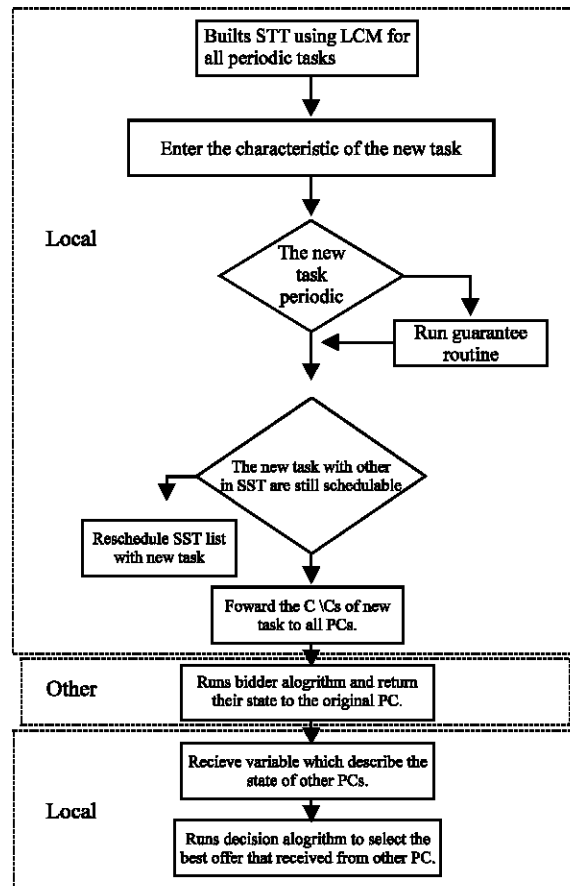 Builts STT using LCM for
all periodic tasks
Enter the characteristic of the new task
Local
The new
task
periodic
Run guarantee
routine
The new task with other
in SST are still schedulable
Reschedule SST list
with new task
Foward the C \Cs of new
task to all PCs.
Other
Runs bidder alogrithm and return
their state to the original PC.
Recieve variable which describe the
state of other PCs.
Local
Runs decision alogrithm to select the
best offer that received from other PC.